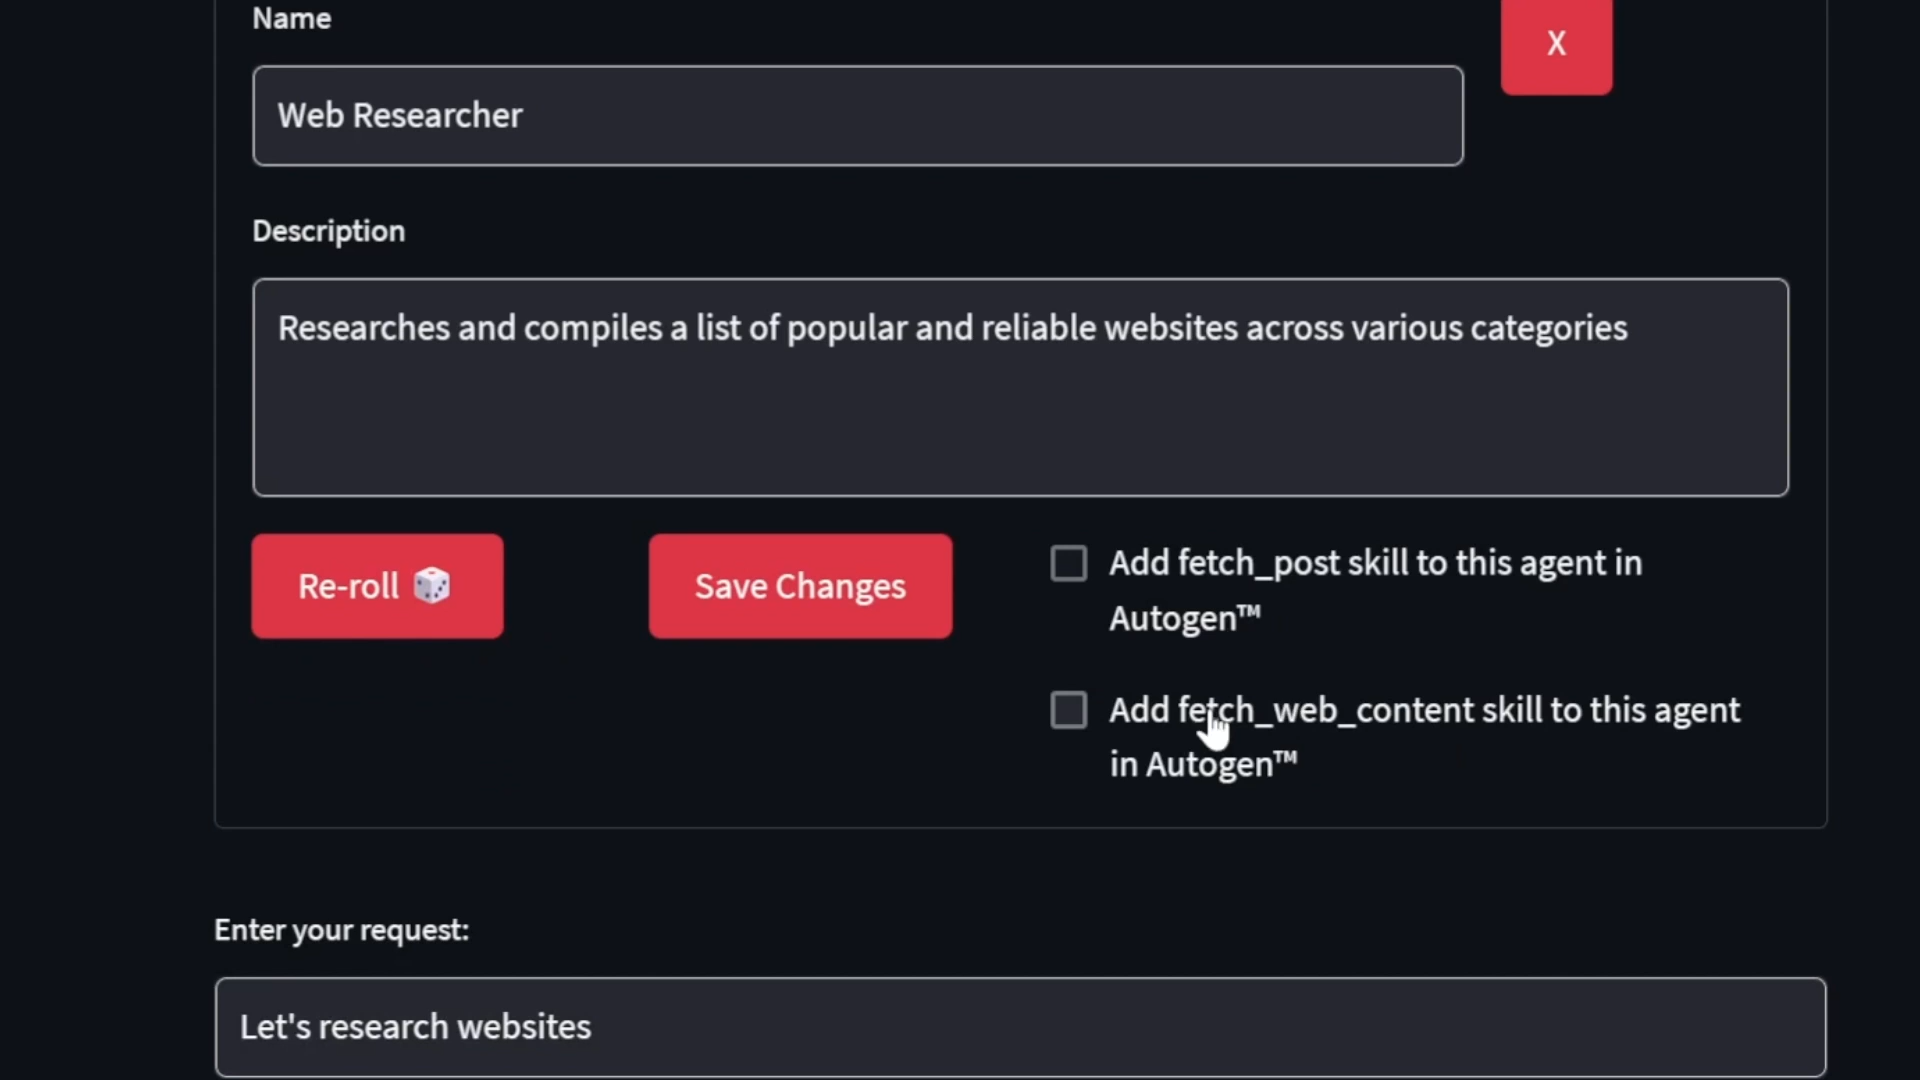 Name
X
Web Researcher
Description
Researches and compiles a list of popular and reliable websites across various categories
Re-roll 🎲
Save Changes
Add fetch_post skill to this agent in
Autogen™
Add fetch_web_content skill to this agent
in Autogen™
Enter your request:
Let's research websites